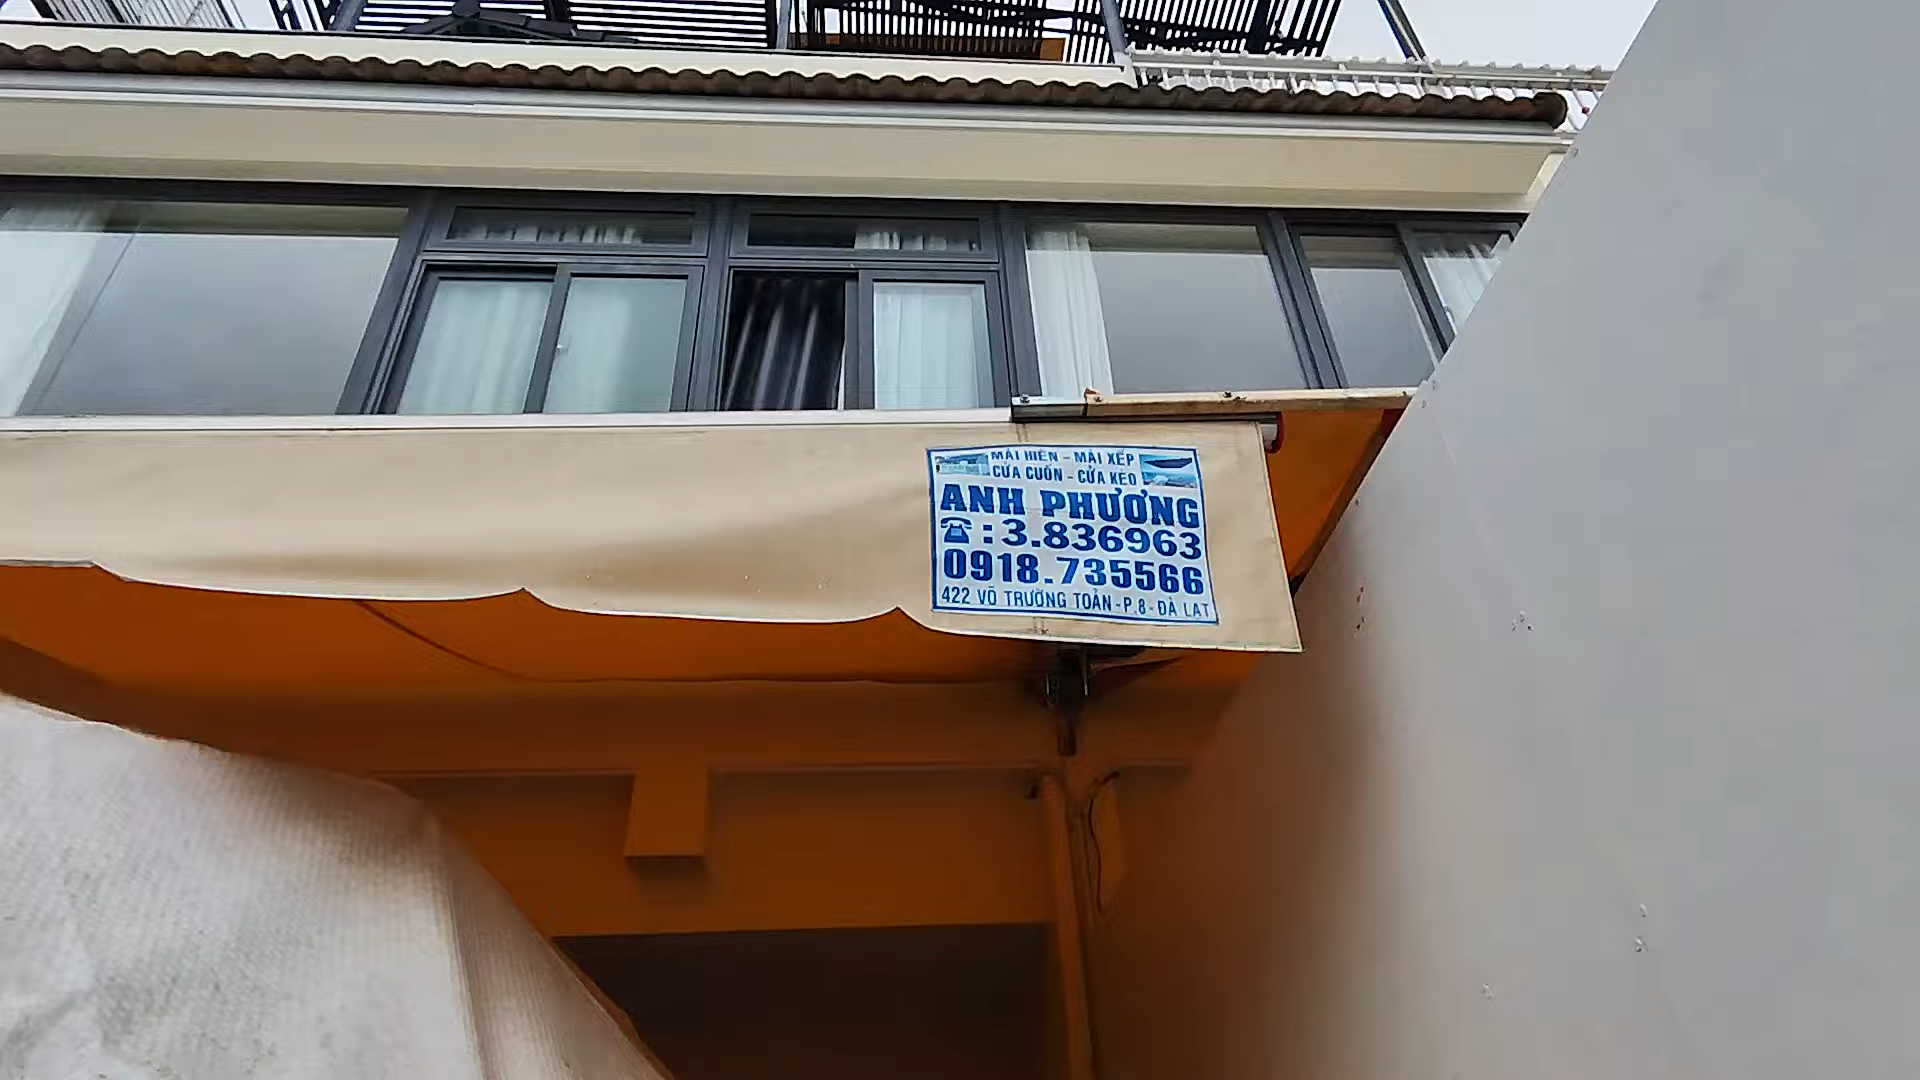 MÁI HIÊN - MÁI XẾP
CỬA CUỐN - CỬA KÉO
ANH PHƯƠNG
☎: 3.836963
0918.735566
422 VÕ TRƯỜNG TOẢN - P.8 - ĐÀ LẠT